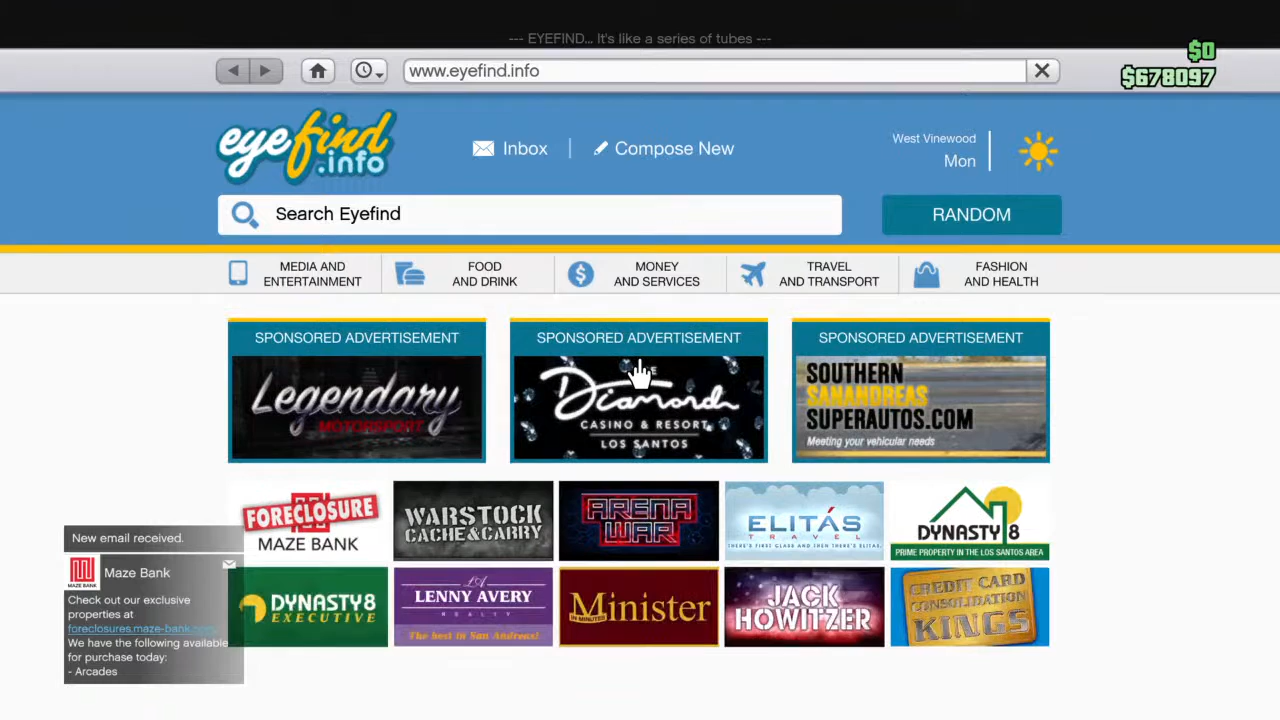 --- EYEFIND... It's like a series of tubes ---
$0
www.eyefind.info
$678097
eyefind.info
Inbox
Compose New
West Vinewood
Mon
Search Eyefind
RANDOM
MEDIA AND
ENTERTAINMENT
FOOD
AND DRINK
MONEY
AND SERVICES
TRAVEL
AND TRANSPORT
FASHION
AND HEALTH
SPONSORED ADVERTISEMENT
Legendary
MOTORSPORT
SPONSORED ADVERTISEMENT
THE
Diamond
CASINO & RESORT
LOS SANTOS
SPONSORED ADVERTISEMENT
SOUTHERN
SANANDREAS
SUPERAUTOS.COM
Meeting your vehicular needs
FORECLOSURE
MAZE BANK
WARSTOCK
CACHE&CARRY
ARENA
WAR
ELITÁS
TRAVEL
THERE'S FIRST CLASS AND THEN THERE'S ELITÁS.
DYNASTY 8
PRIME PROPERTY IN THE LOS SANTOS AREA
DYNASTY8
EXECUTIVE
LA
LENNY AVERY
REALTY
The best in San Andreas!
Minister
IN MINUTES
JACK
HOWITZER
CREDIT CARD
CONSOLIDATION
KINGS
New email received.
MAZE BANK
Maze Bank
Check out our exclusive
properties at
foreclosures.maze-bank.com.
We have the following available
for purchase today:
- Arcades